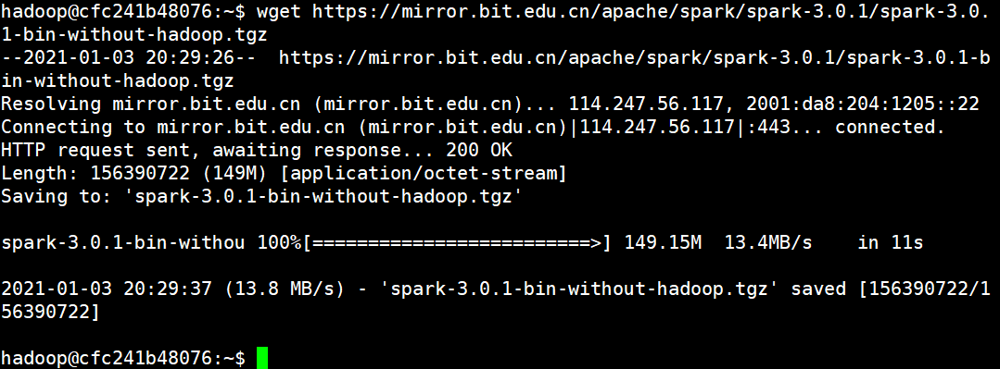 hadoop@cfc241b48076:~$ wget https://mirror.bit.edu.cn/apache/spark/spark-3.0.1/spark-3.0.
1-bin-without-hadoop.tgz
--2021-01-03 20:29:26--  https://mirror.bit.edu.cn/apache/spark/spark-3.0.1/spark-3.0.1-b
in-without-hadoop.tgz
Resolving mirror.bit.edu.cn (mirror.bit.edu.cn)... 114.247.56.117, 2001:da8:204:1205::22
Connecting to mirror.bit.edu.cn (mirror.bit.edu.cn)|114.247.56.117|:443... connected.
HTTP request sent, awaiting response... 200 OK
Length: 156390722 (149M) [application/octet-stream]
Saving to: 'spark-3.0.1-bin-without-hadoop.tgz'
spark-3.0.1-bin-withou 100%[=========================>] 149.15M  13.4MB/s    in 11s
2021-01-03 20:29:37 (13.8 MB/s) - 'spark-3.0.1-bin-without-hadoop.tgz' saved [156390722/1
56390722]
hadoop@cfc241b48076:~$